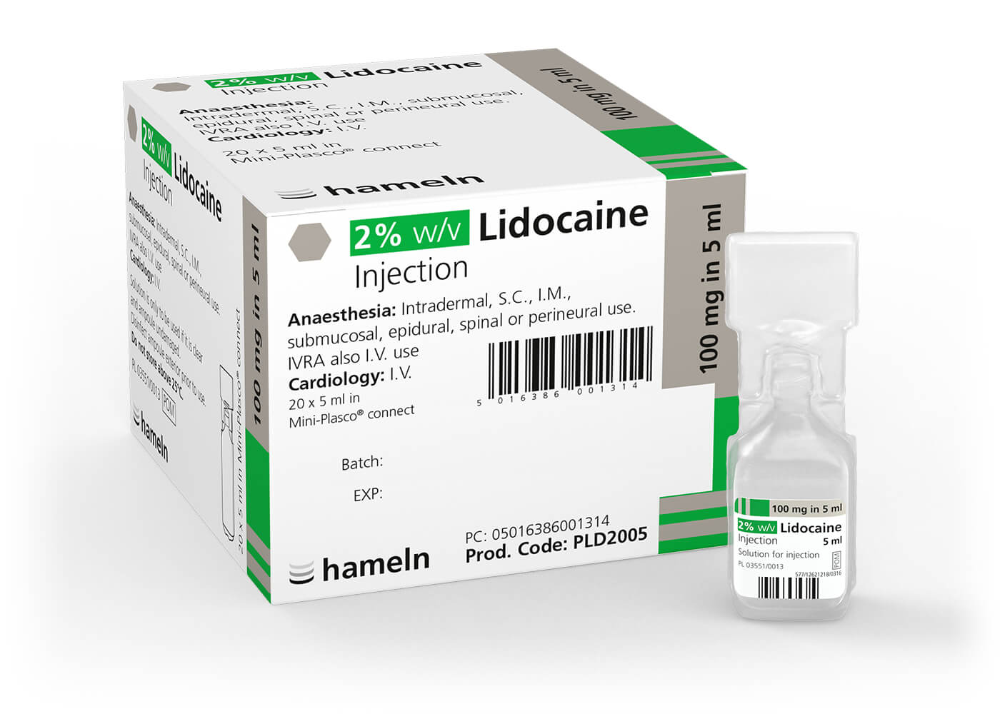 2% w/v Lidocaine
Injection
Anaesthesia:
Intradermal, S.C., I.M., submucosal,
epidural, spinal or perineural use.
IVRA also I.V. use
Cardiology: I.V.
20 x 5 ml in
Mini-Plasco® connect
hameln
100 mg in 5 ml
2% w/v Lidocaine
Injection
Anaesthesia: Intradermal, S.C., I.M.,
submucosal, epidural, spinal or perineural use.
IVRA also I.V. use
Cardiology: I.V.
Solution is only to be used if it is clear
and ampoule undamaged.
Disinfect ampoule exterior prior to use.
Do not store above 25°C
PL 03551/0013 POM
hameln
20 x 5 ml in Mini-Plasco® connect
100 mg in 5 ml
2% w/v Lidocaine
Injection
Anaesthesia: Intradermal, S.C., I.M.,
submucosal, epidural, spinal or perineural use.
IVRA also I.V. use
Cardiology: I.V.
20 x 5 ml in
Mini-Plasco® connect
5 016386 001314
Batch:
EXP:
PC: 05016386001314
Prod. Code: PLD2005
hameln
100 mg in 5 ml
100 mg in 5 ml
2% w/v Lidocaine
Injection 5 ml
Solution for injection
PL 03551/0013
POM
577/12621218/0316